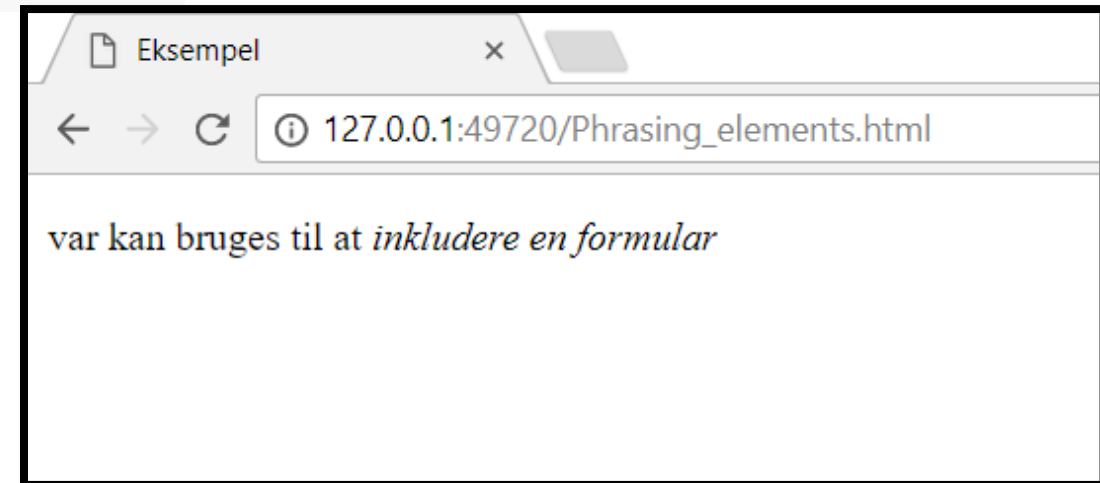 Eksempel
127.0.0.1:49720/Phrasing_elements.html
var kan bruges til at inkludere en formular